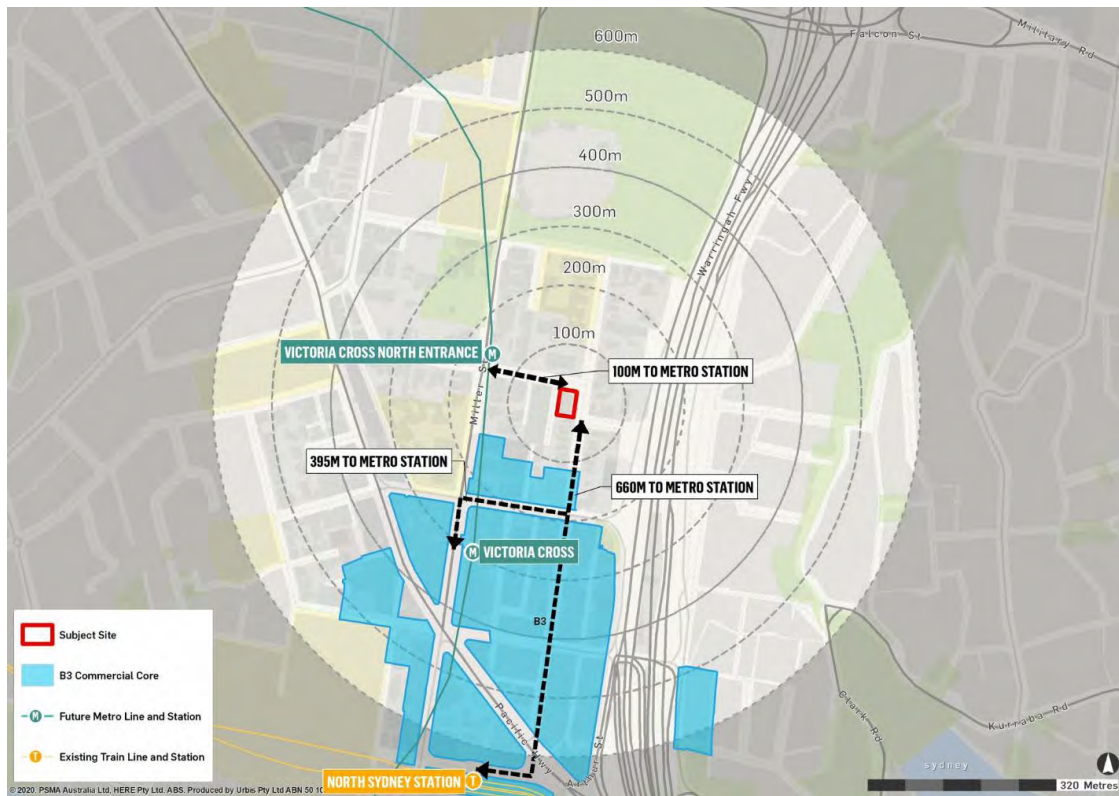 600m
Falcon St
Military Rd
500m
400m
Warringah Fwy
300m
200m
100m
VICTORIA CROSS NORTH ENTRANCE M
100M TO METRO STATION
Miller St
395M TO METRO STATION
660M TO METRO STATION
M VICTORIA CROSS
B3
Subject Site
B3 Commercial Core
M Future Metro Line and Station
T Existing Train Line and Station
Pacific Hwy
Arthur St
Clark Rd
Kurraba Rd
sydney
NORTH SYDNEY STATION T
320 Metres
© 2020. PSMA Australia Ltd, HERE Pty Ltd. ABS. Produced by Urbis Pty Ltd ABN 50 10